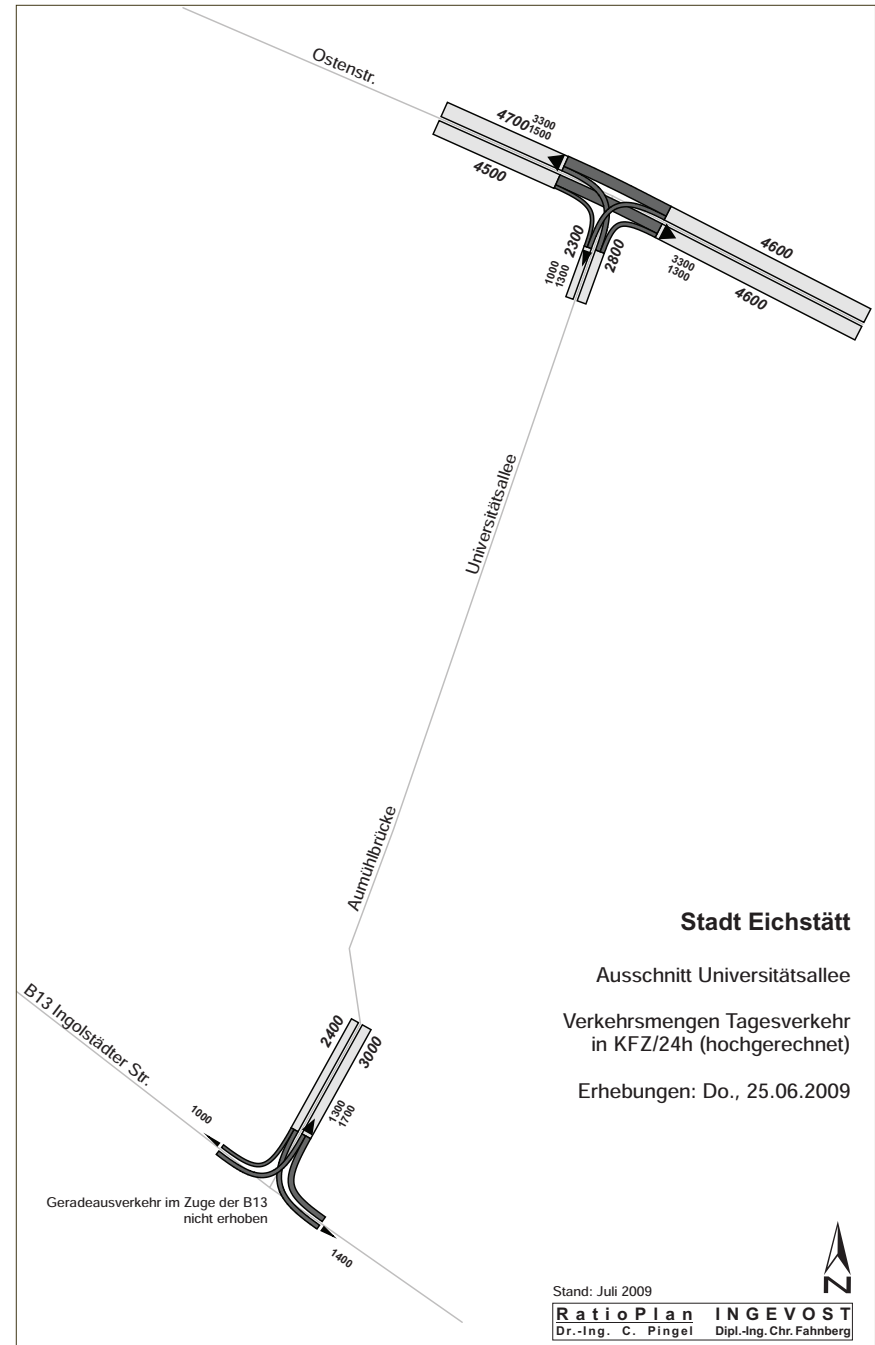 Ostenstr.
4700
3300
1500
4500
4600
4600
2300
2800
1000
1300
3300
1300
Universitätsallee
Aumühlbrücke
Stadt Eichstätt
Ausschnitt Universitätsallee
Verkehrsmengen Tagesverkehr
in KFZ/24h (hochgerechnet)
Erhebungen: Do., 25.06.2009
B13 Ingolstädter Str.
2400
3000
1300
1700
1000
Geradeausverkehr im Zuge der B13
nicht erhoben
1400
N
Stand: Juli 2009
RatioPlan INGEVOST
Dr.-Ing. C. Pingel Dipl.-Ing. Chr. Fahnberg